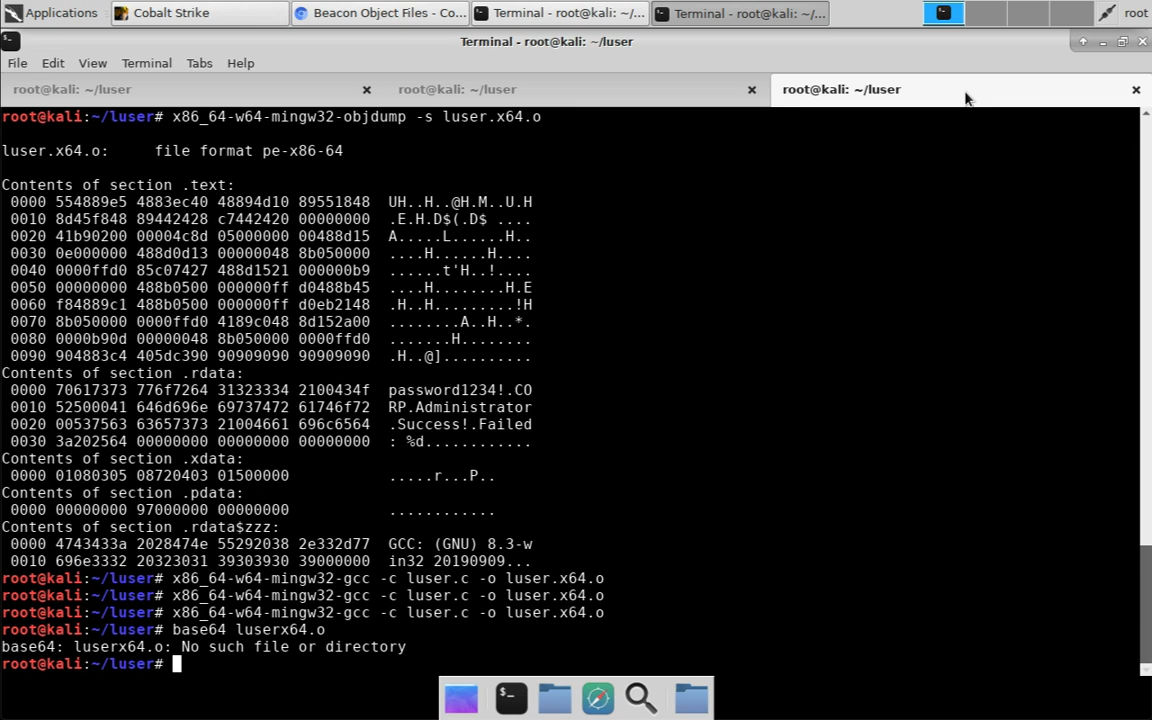 Applications
Cobalt Strike
Beacon Object Files - Co...
Terminal - root@kali: ~/...
Terminal - root@kali: ~/...
root
Terminal - root@kali: ~/luser
File Edit View Terminal Tabs Help
root@kali: ~/luser
root@kali: ~/luser
root@kali: ~/luser
root@kali:~/luser# x86_64-w64-mingw32-objdump -s luser.x64.o
luser.x64.o:     file format pe-x86-64
Contents of section .text:
 0000 554889e5 4883ec40 48894d10 89551848  UH..H..@H.M..U.H
 0010 8d45f848 89442428 c7442420 00000000  .E.H.D$(.D$ ....
 0020 41b90200 00004c8d 05000000 00488d15  A.....L......H..
 0030 0e000000 488d0d13 00000048 8b050000  ....H......H....
 0040 0000ffd0 85c07427 488d1521 000000b9  ......t'H..!....
 0050 00000000 488b0500 000000ff d0488b45  ....H........H.E
 0060 f84889c1 488b0500 000000ff d0eb2148  .H..H.........!H
 0070 8b050000 0000ffd0 4189c048 8d152a00  ........A..H..*.
 0080 0000b90d 00000048 8b050000 0000ffd0  .......H........
 0090 904883c4 405dc390 90909090 90909090  .H..@]..........
Contents of section .rdata:
 0000 70617373 776f7264 31323334 2100434f  password1234!.CO
 0010 52500041 646d696e 69737472 61746f72  RP.Administrator
 0020 00537563 63657373 21004661 696c6564  .Success!.Failed
 0030 3a202564 00000000 00000000 00000000  : %d............
Contents of section .xdata:
 0000 01080305 08720403 01500000           .....r...P..
Contents of section .pdata:
 0000 00000000 97000000 00000000           ............
Contents of section .rdata$zzz:
 0000 4743433a 2028474e 55292038 2e332d77  GCC: (GNU) 8.3-w
 0010 696e3332 20323031 39303930 39000000  in32 20190909...
root@kali:~/luser# x86_64-w64-mingw32-gcc -c luser.c -o luser.x64.o
root@kali:~/luser# x86_64-w64-mingw32-gcc -c luser.c -o luser.x64.o
root@kali:~/luser# x86_64-w64-mingw32-gcc -c luser.c -o luser.x64.o
root@kali:~/luser# base64 luserx64.o
base64: luserx64.o: No such file or directory
root@kali:~/luser#